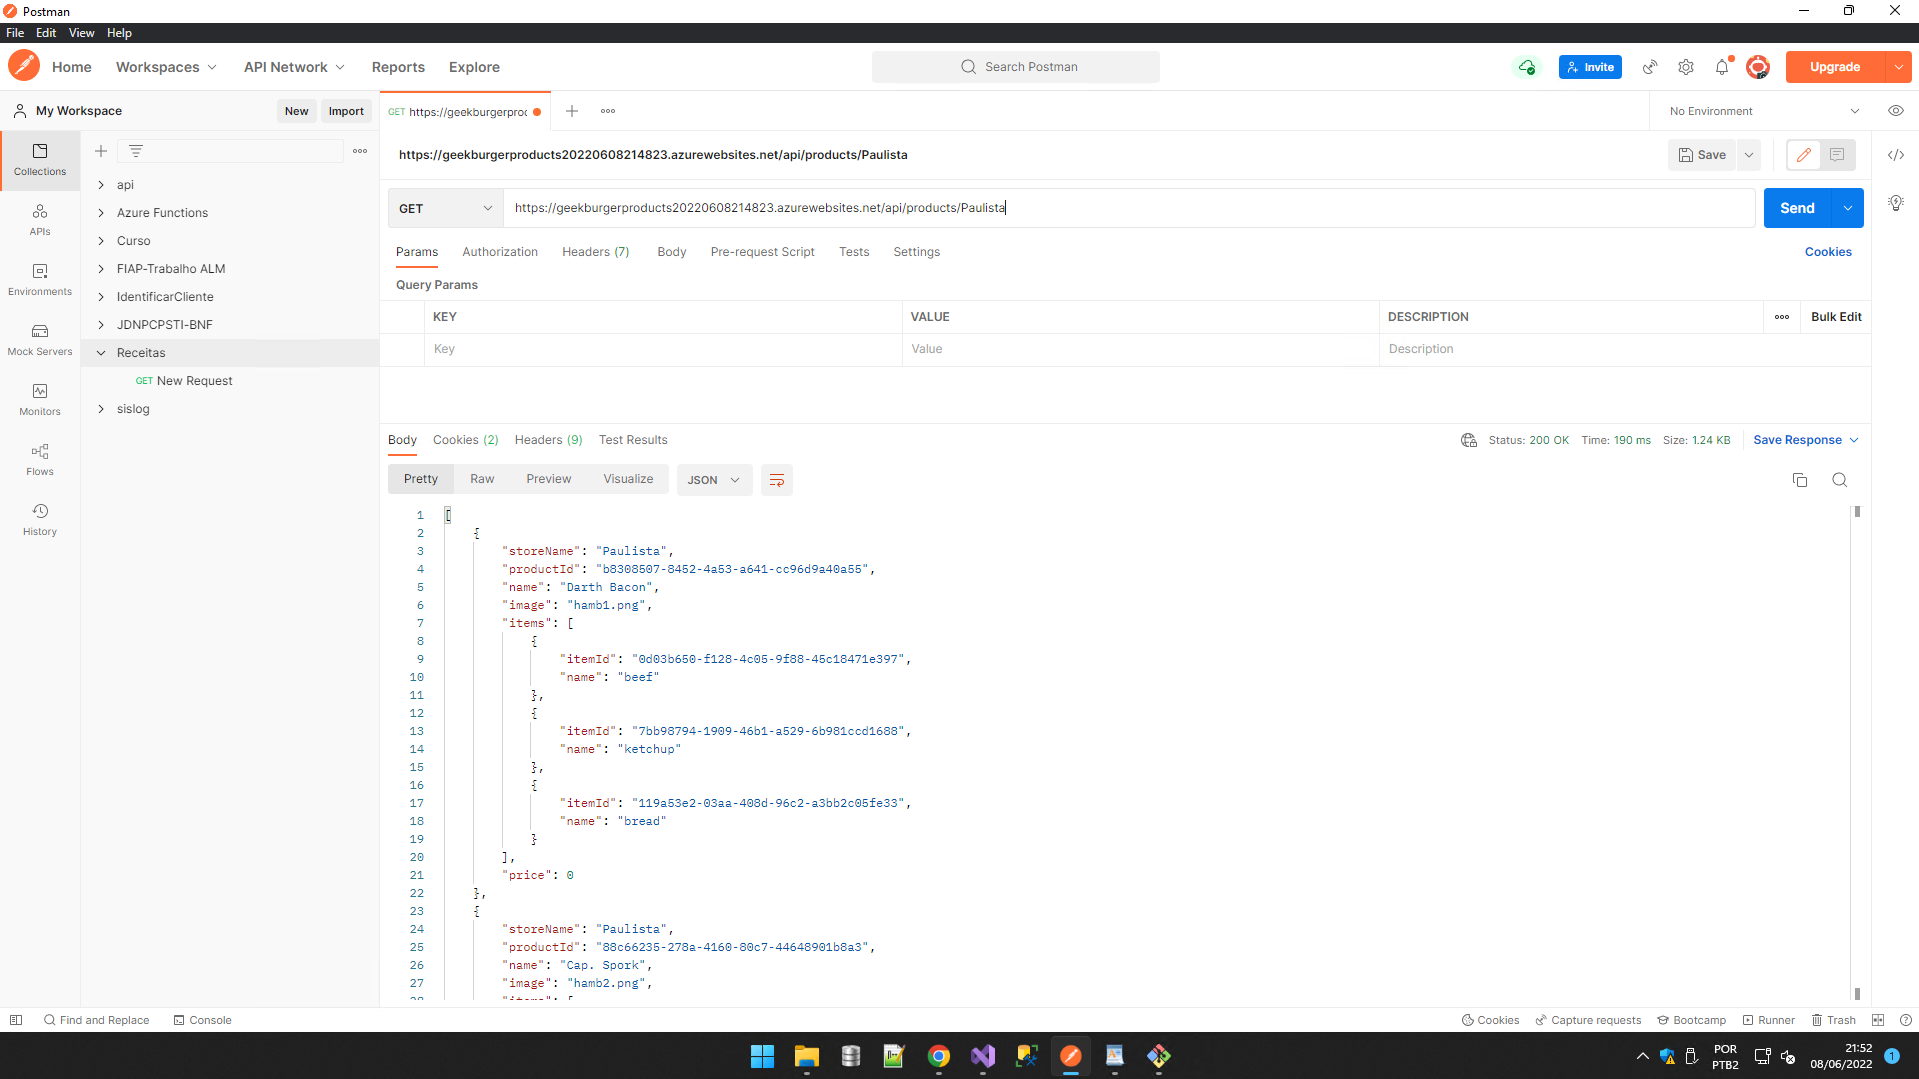 Postman
File Edit View Help
Home Workspaces API Network Reports Explore Search Postman Invite Upgrade
My Workspace New Import GET https://geekburgerproc No Environment
Collections
APIs
Environments
Mock Servers
Monitors
Flows
History
api
Azure Functions
Curso
FIAP-Trabalho ALM
IdentificarCliente
JDNPCPSTI-BNF
Receitas
GET New Request
sislog
https://geekburgerproducts20220608214823.azurewebsites.net/api/products/Paulista Save
GET https://geekburgerproducts20220608214823.azurewebsites.net/api/products/Paulista Send
Params Authorization Headers (7) Body Pre-request Script Tests Settings Cookies
Query Params
KEY VALUE DESCRIPTION Bulk Edit
Key Value Description
Body Cookies (2) Headers (9) Test Results Status: 200 OK Time: 190 ms Size: 1.24 KB Save Response
Pretty Raw Preview Visualize JSON
1 [
2 {
3 "storeName": "Paulista",
4 "productId": "b8308507-8452-4a53-a641-cc96d9a40a55",
5 "name": "Darth Bacon",
6 "image": "hamb1.png",
7 "items": [
8 {
9 "itemId": "0d03b650-f128-4c05-9f88-45c18471e397",
10 "name": "beef"
11 },
12 {
13 "itemId": "7bb98794-1909-46b1-a529-6b981ccd1688",
14 "name": "ketchup"
15 },
16 {
17 "itemId": "119a53e2-03aa-408d-96c2-a3bb2c05fe33",
18 "name": "bread"
19 }
20 ],
21 "price": 0
22 },
23 {
24 "storeName": "Paulista",
25 "productId": "88c66235-278a-4160-80c7-44648901b8a3",
26 "name": "Cap. Spork",
27 "image": "hamb2.png",
28 "items": [
Find and Replace Console Cookies Capture requests Bootcamp Runner Trash
POR
PTB2
21:52
08/06/2022
1